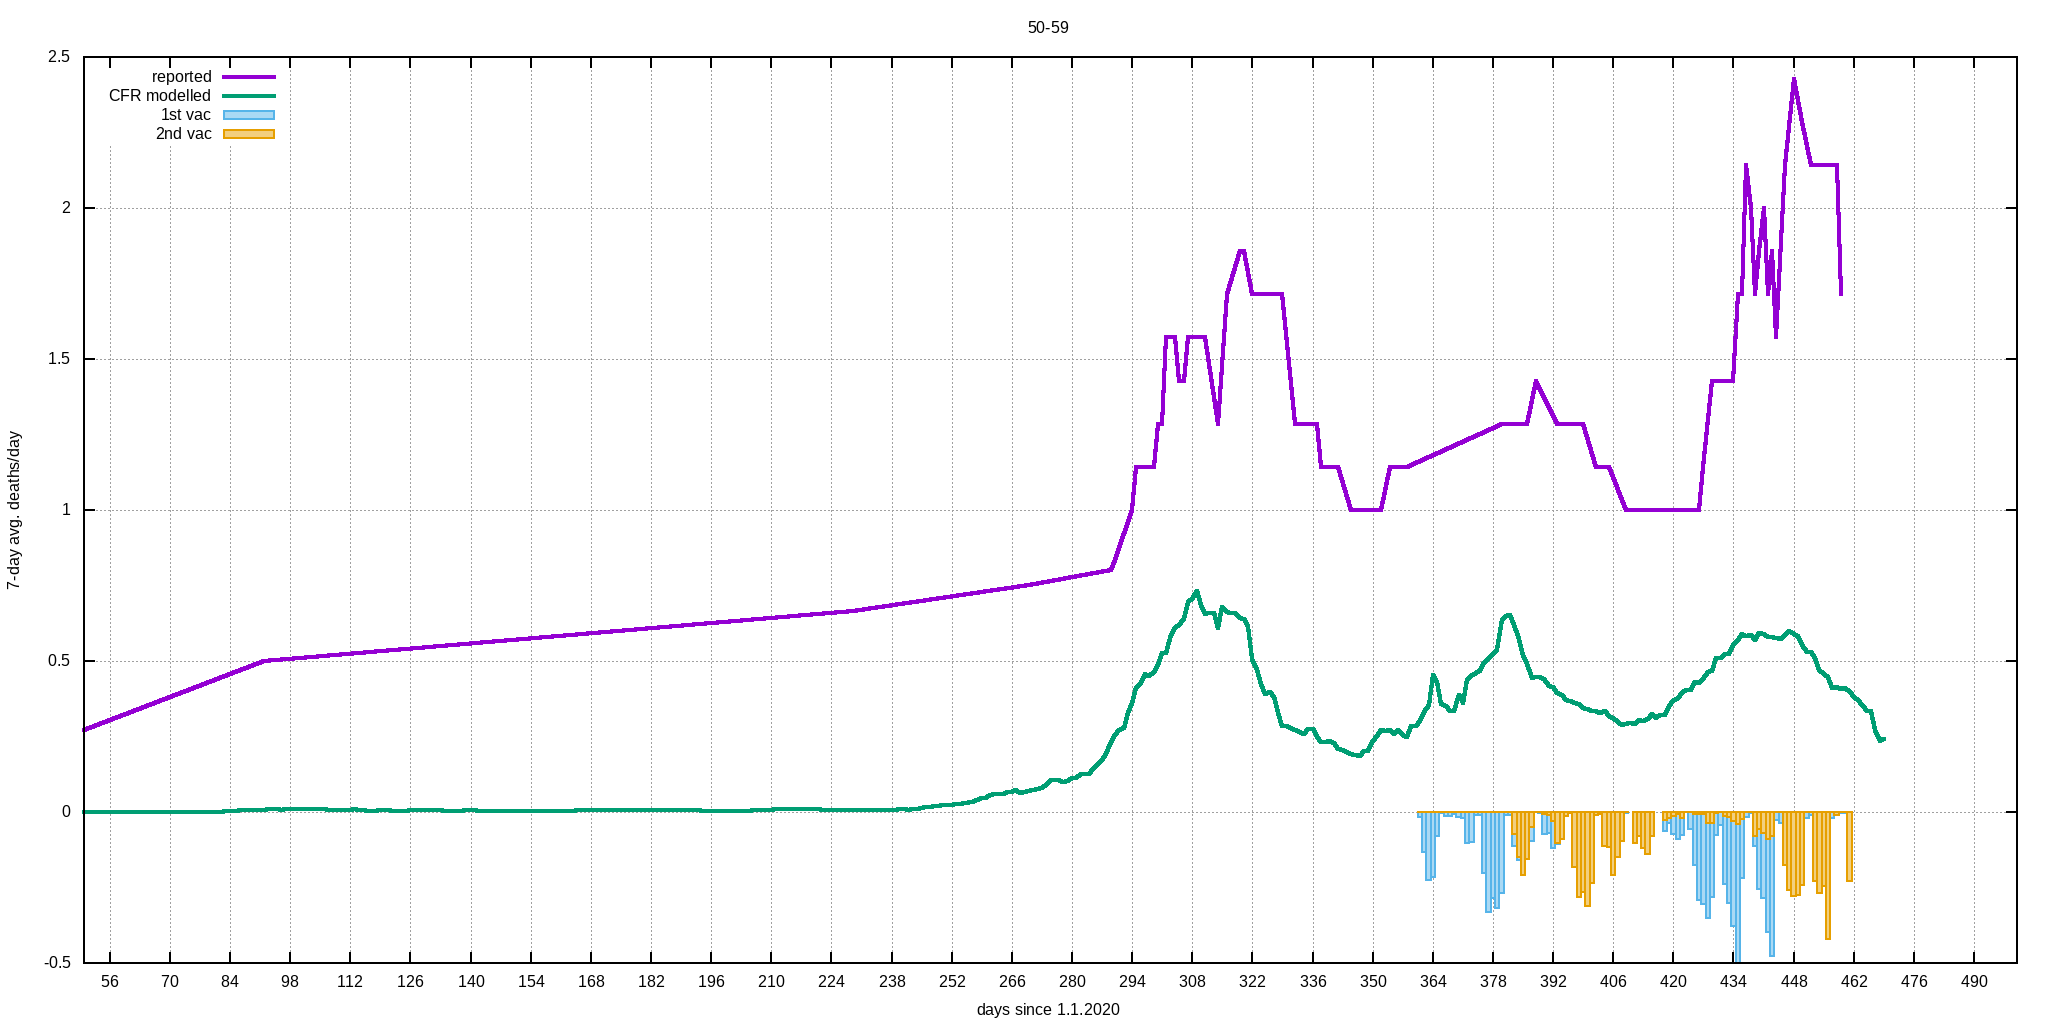 50-59
2.5
2
1.5
1
0.5
0
-0.5
7-day avg. deaths/day
reported
CFR modelled
1st vac
2nd vac
56 70 84 98 112 126 140 154 168 182 196 210 224 238 252 266 280 294 308 322 336 350 364 378 392 406 420 434 448 462 476 490
days since 1.1.2020